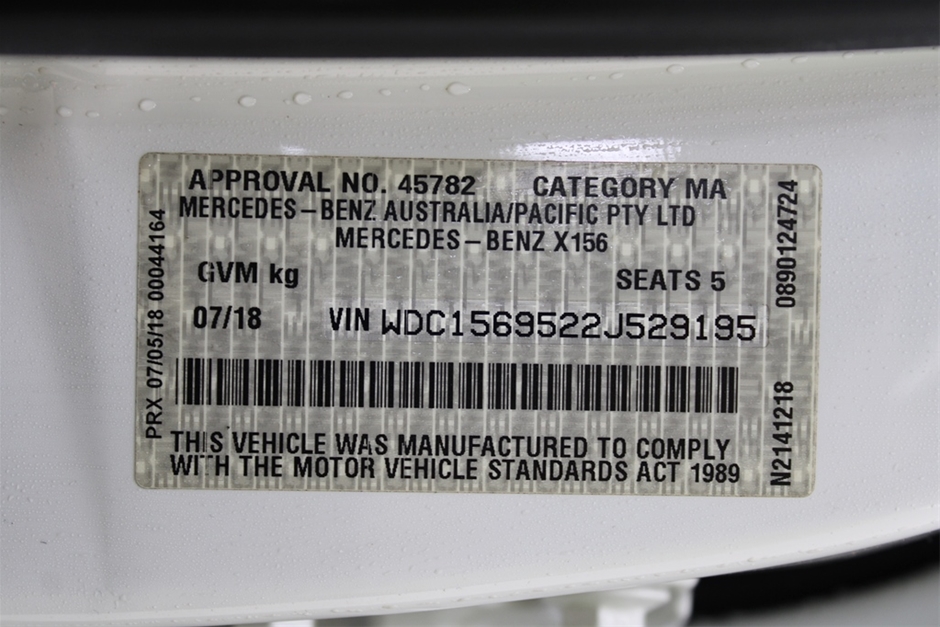 APPROVAL NO. 45782 CATEGORY MA
MERCEDES-BENZ AUSTRALIA/PACIFIC PTY LTD
MERCEDES-BENZ X156
GVM kg SEATS 5
07/18 VIN WDC1569522J529195
THIS VEHICLE WAS MANUFACTURED TO COMPLY
WITH THE MOTOR VEHICLE STANDARDS ACT 1989
PRX 07/05/18 00044164
N2141218 0890124724